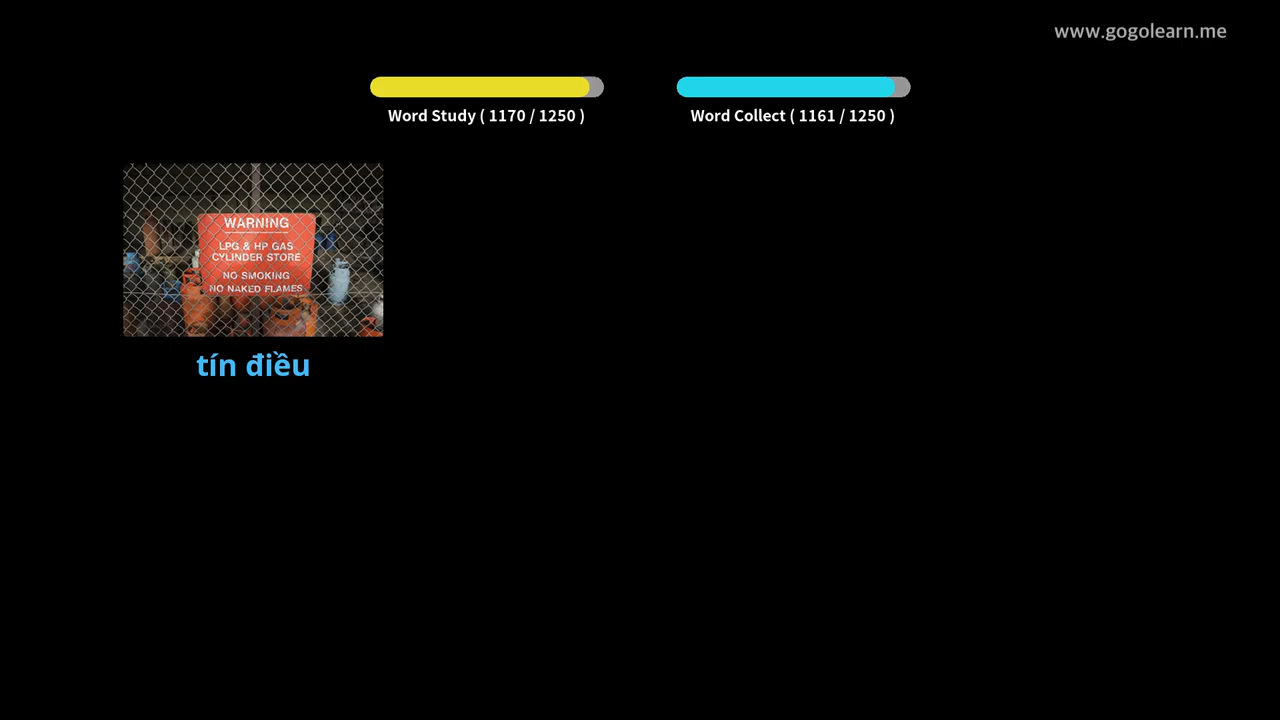 www.gogolearn.me
Word Study ( 1170 / 1250 )
Word Collect ( 1161 / 1250 )
WARNING
LPG & HP GAS
CYLINDER STORE
NO SMOKING
NO NAKED FLAMES
tín điều